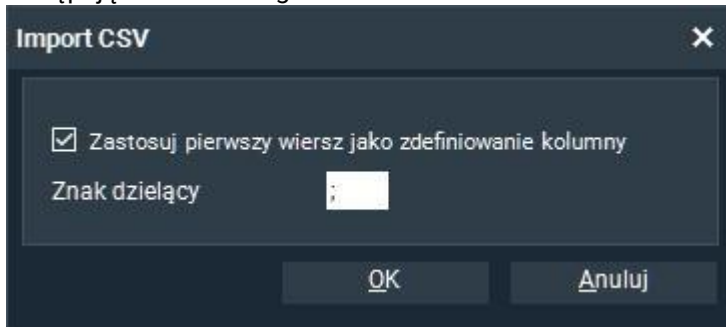 Import CSV
Zastosuj pierwszy wiersz jako zdefiniowanie kolumny
Znak dzielący ;
OK Anuluj